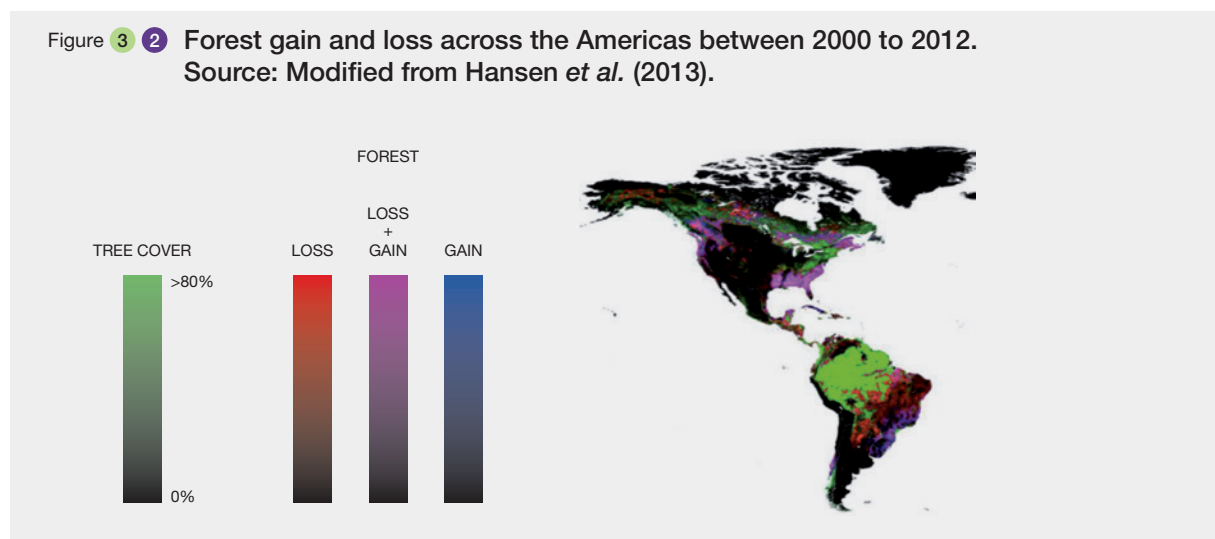 Figure 3 2 Forest gain and loss across the Americas between 2000 to 2012.
Source: Modified from Hansen et al. (2013).
FOREST
LOSS
+
TREE COVER LOSS GAIN GAIN
>80%
0%